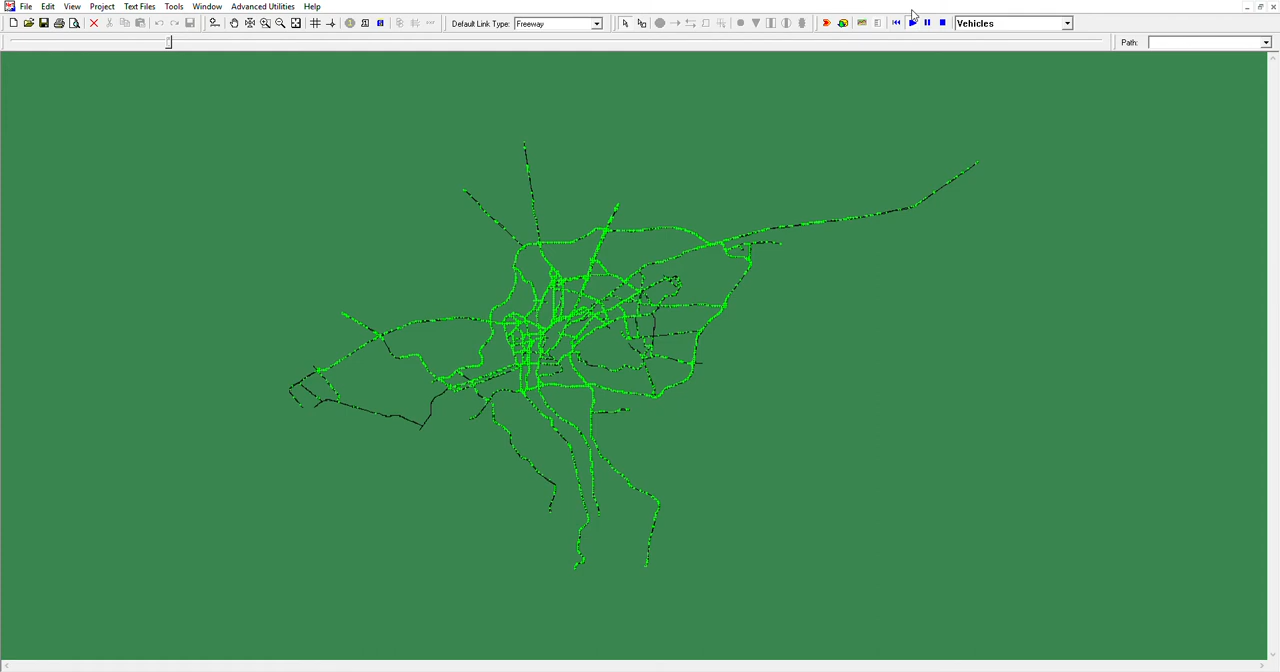 File Edit View Project Text Files Tools Window Advanced Utilities Help
Default Link Type: Freeway Vehicles
Path: